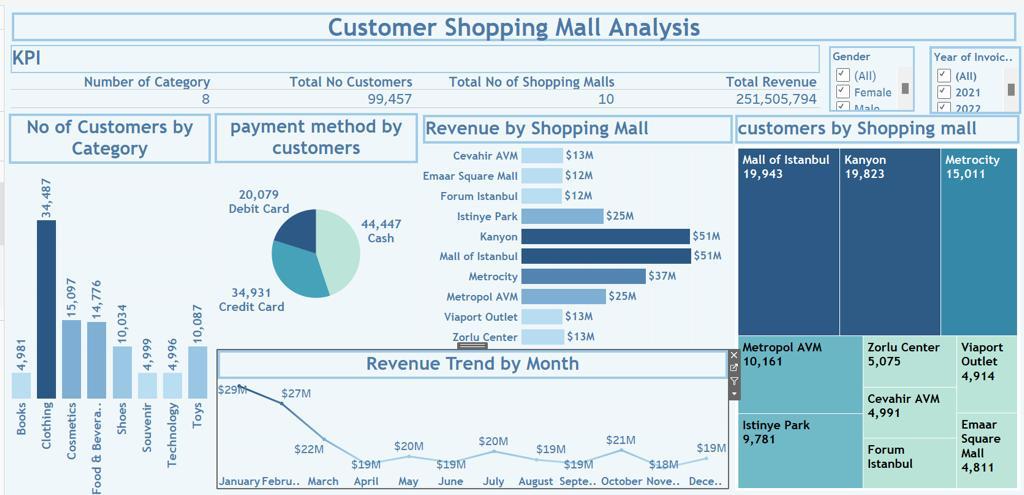 Customer Shopping Mall Analysis
KPI
Number of Category
Total No Customers
Total No of Shopping Malls
Total Revenue
8
99,457
10
251,505,794
Gender
(All)
Female
Male
Year of Invoic..
(All)
2021
2022
No of Customers by
Category
4,981
34,487
15,097
14,776
10,034
4,999
4,996
10,087
Books
Clothing
Cosmetics
Food & Bevera..
Shoes
Souvenir
Technology
Toys
payment method by
customers
20,079
Debit Card
44,447
Cash
34,931
Credit Card
Revenue by Shopping Mall
Cevahir AVM $13M
Emaar Square Mall $12M
Forum Istanbul $12M
Istinye Park $25M
Kanyon $51M
Mall of Istanbul $51M
Metrocity $37M
Metropol AVM $25M
Viaport Outlet $13M
Zorlu Center $13M
customers by Shopping mall
Mall of Istanbul
19,943
Kanyon
19,823
Metrocity
15,011
Metropol AVM
10,161
Istinye Park
9,781
Zorlu Center
5,075
Cevahir AVM
4,991
Forum
Istanbul
Viaport
Outlet
4,914
Emaar
Square
Mall
4,811
Revenue Trend by Month
$29M
$27M
$22M
$19M
$20M
$19M
$20M
$19M
$19M
$21M
$18M
$19M
January Febru.. March April May June July August Septe.. October Nove.. Dece..